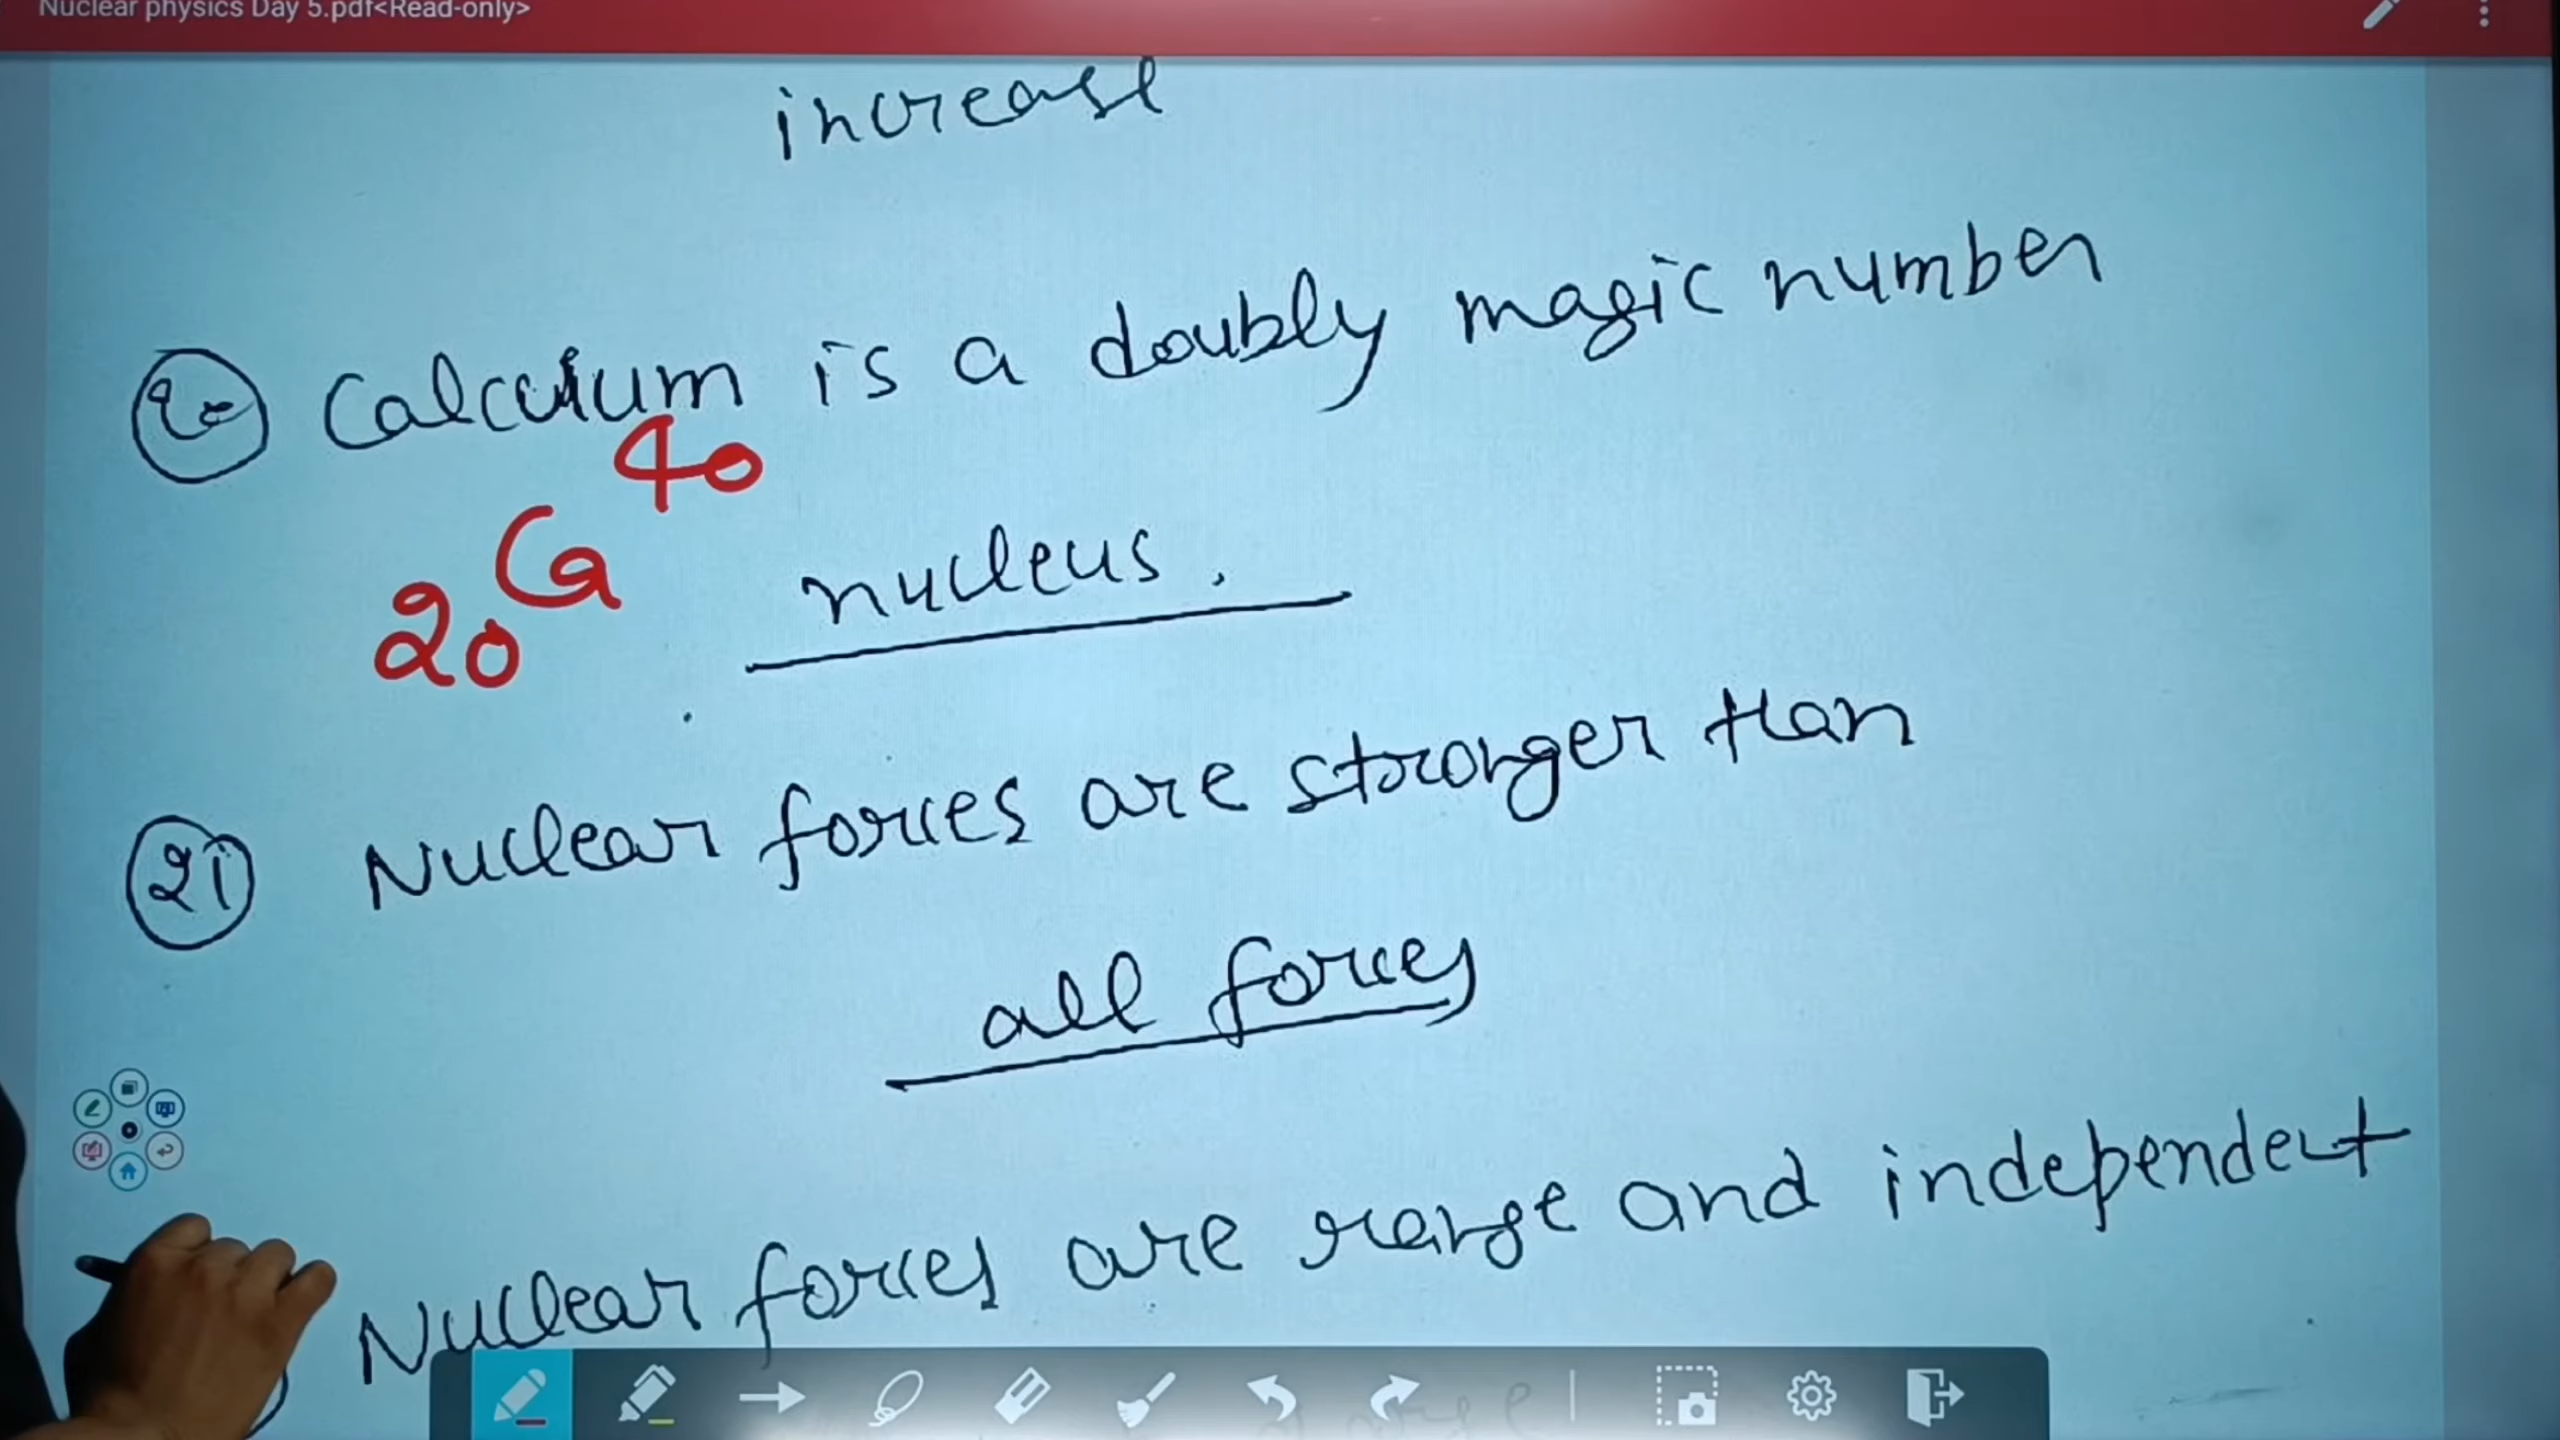 Nuclear physics Day 5.pdf<Read-only>
increase
20 Calcium is a doubly magic number
20 Ca 40
nucleus.
21 Nuclear forces are stronger than
all forces
Nuclear forces are range and independent